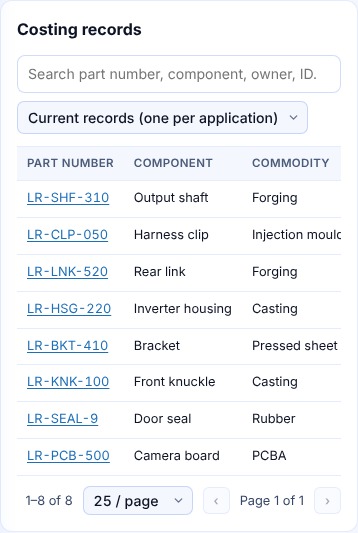 Costing records
Search part number, component, owner, ID.
Current records (one per application)
PART NUMBER COMPONENT COMMODITY
LR-SHF-310 Output shaft Forging
LR-CLP-050 Harness clip Injection
LR-LNK-520 Rear link Forging
LR-HSG-220 Inverter housing Casting
LR-BKT-410 Bracket Pressed sheet
LR-KNK-100 Front knuckle Casting
LR-SEAL-9 Door seal Rubber
LR-PCB-500 Camera board PCBA
1–8 of 8 25 / page ‹ Page 1 of 1 ›